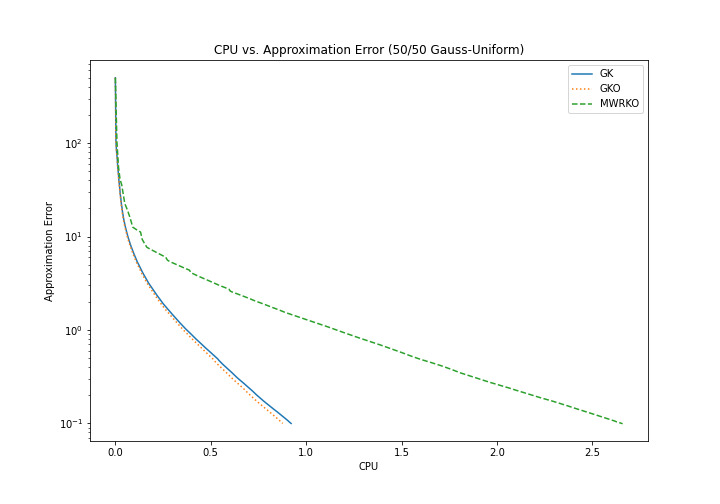 CPU vs. Approximation Error (50/50 Gauss-Uniform)
GK
GKO
MWRKO
Approximation Error
10²
10¹
10⁰
10⁻¹
0.0 0.5 1.0 1.5 2.0 2.5
CPU